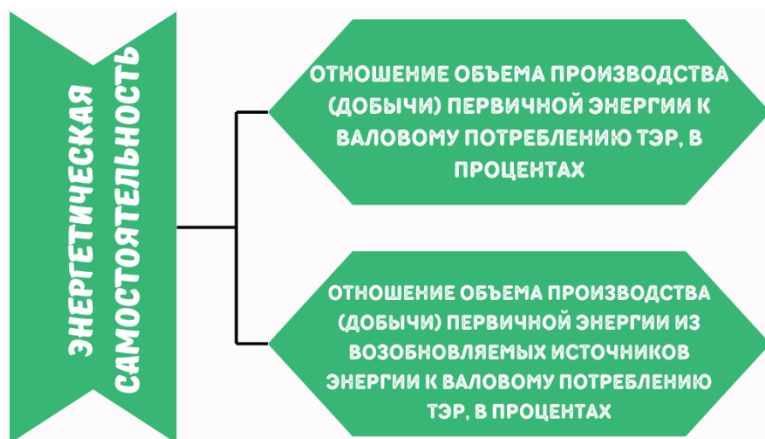 ЭНЕРГЕТИЧЕСКАЯ
САМОСТОЯТЕЛЬНОСТЬ
ОТНОШЕНИЕ ОБЪЕМА ПРОИЗВОДСТВА
(ДОБЫЧИ) ПЕРВИЧНОЙ ЭНЕРГИИ К
ВАЛОВОМУ ПОТРЕБЛЕНИЮ ТЭР, В
ПРОЦЕНТАХ
ОТНОШЕНИЕ ОБЪЕМА ПРОИЗВОДСТВА
(ДОБЫЧИ) ПЕРВИЧНОЙ ЭНЕРГИИ ИЗ
ВОЗОБНОВЛЯЕМЫХ ИСТОЧНИКОВ
ЭНЕРГИИ К ВАЛОВОМУ ПОТРЕБЛЕНИЮ
ТЭР, В ПРОЦЕНТАХ